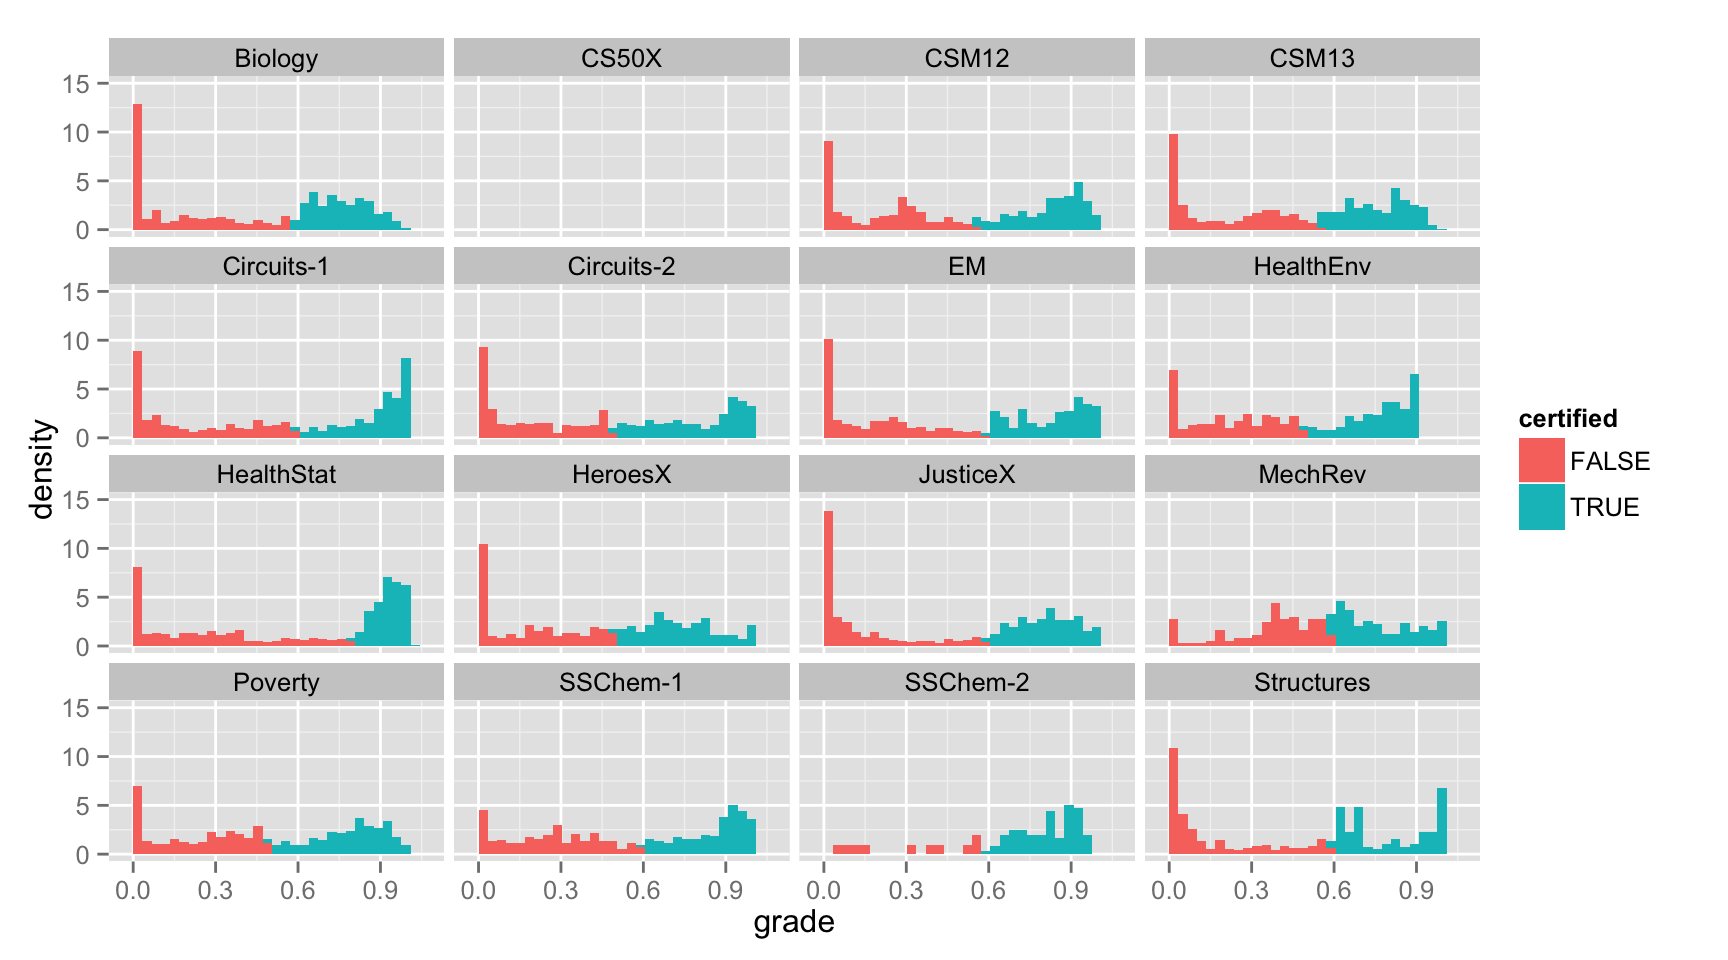 Biology CS50X CSM12 CSM13
15
10
5
0
Circuits-1 Circuits-2 EM HealthEnv
15
10
5
0
HealthStat HeroesX JusticeX MechRev
15
10
5
0
Poverty SSChem-1 SSChem-2 Structures
15
10
5
0
0.0 0.3 0.6 0.9 0.0 0.3 0.6 0.9 0.0 0.3 0.6 0.9 0.0 0.3 0.6 0.9
grade
density
certified
FALSE
TRUE